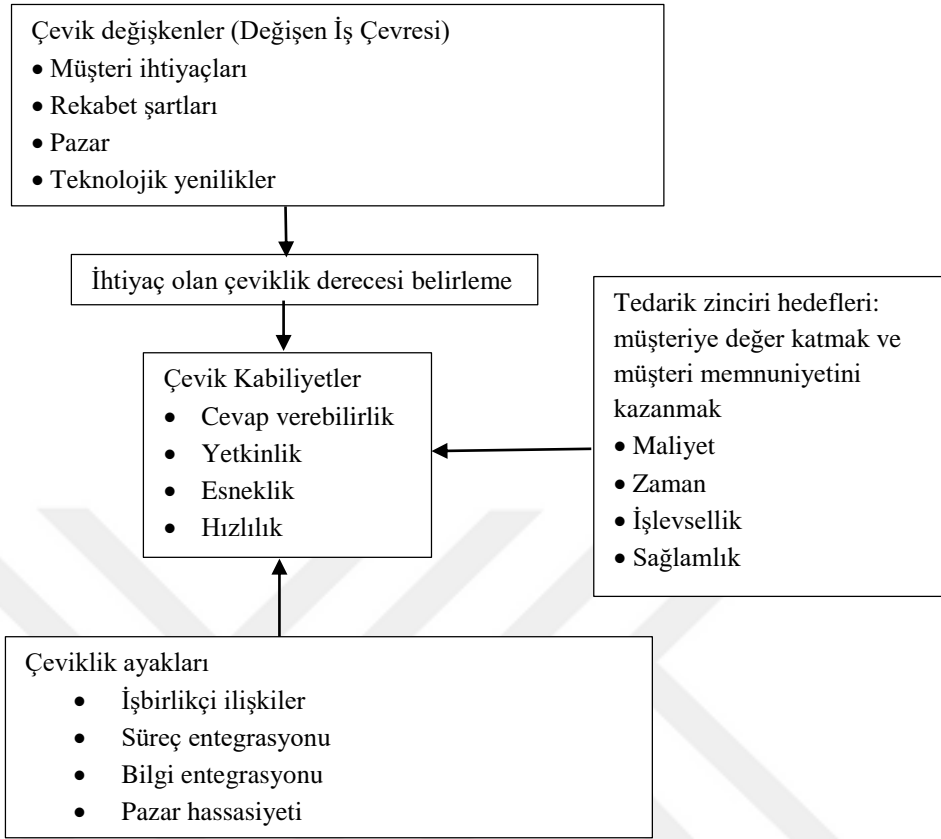 Çevik değişkenler (Değişen İş Çevresi)
• Müşteri ihtiyaçları
• Rekabet şartları
• Pazar
• Teknolojik yenilikler
İhtiyaç olan çeviklik derecesi belirleme
Tedarik zinciri hedefleri:
müşteriye değer katmak ve
müşteri memnuniyetini
kazanmak
• Maliyet
• Zaman
• İşlevsellik
• Sağlamlık
Çevik Kabiliyetler
• Cevap verebilirlik
• Yetkinlik
• Esneklik
• Hızlılık
Çeviklik ayakları
• İşbirlikçi ilişkiler
• Süreç entegrasyonu
• Bilgi entegrasyonu
• Pazar hassasiyeti